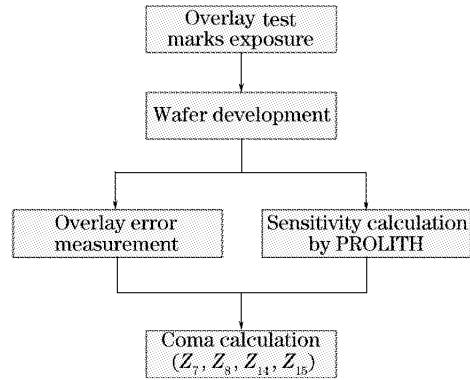 Overlay test
marks exposure
Wafer development
Overlay error
measurement
Sensitivity calculation
by PROLITH
Coma calculation
(Z₇, Z₈, Z₁₄, Z₁₅)